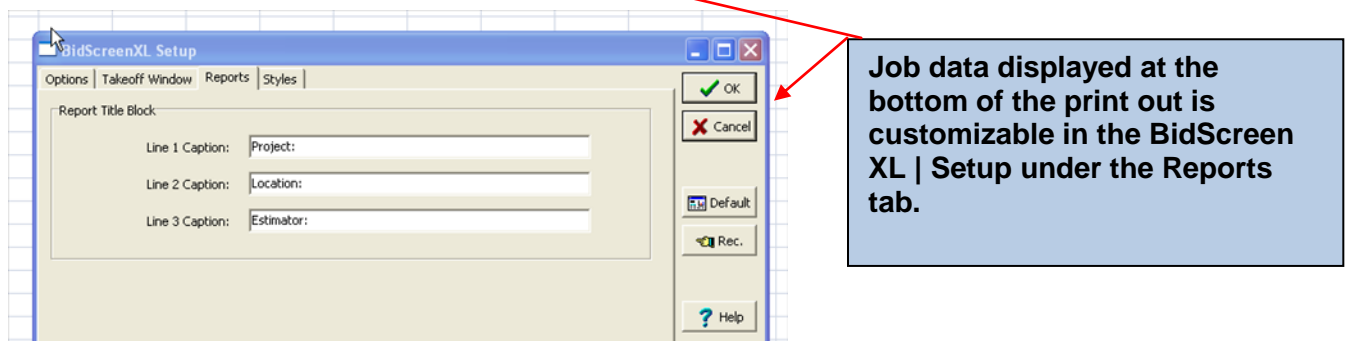 BidScreenXL Setup
Options Takeoff Window Reports Styles
Report Title Block
Line 1 Caption: Project:
Line 2 Caption: Location:
Line 3 Caption: Estimator:
OK
Cancel
Default
Rec.
Help
Job data displayed at the
bottom of the print out is
customizable in the BidScreen
XL | Setup under the Reports
tab.